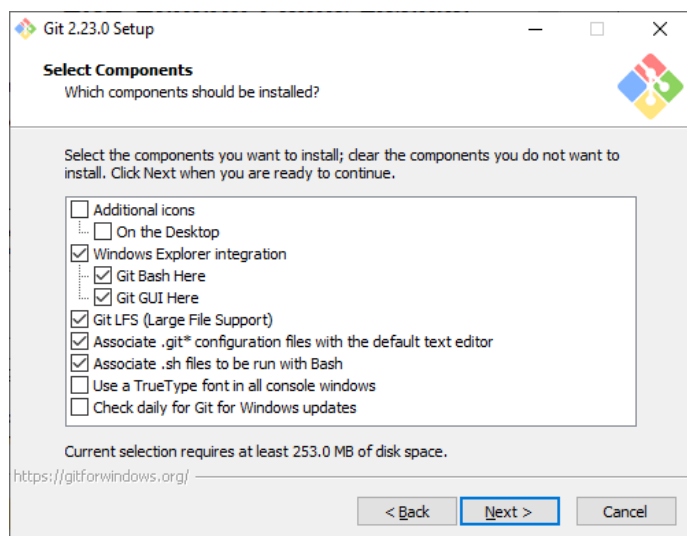 Git 2.23.0 Setup
Select Components
Which components should be installed?
Select the components you want to install; clear the components you do not want to
install. Click Next when you are ready to continue.
Additional icons
On the Desktop
Windows Explorer integration
Git Bash Here
Git GUI Here
Git LFS (Large File Support)
Associate .git* configuration files with the default text editor
Associate .sh files to be run with Bash
Use a TrueType font in all console windows
Check daily for Git for Windows updates
Current selection requires at least 253.0 MB of disk space.
https://gitforwindows.org/
< Back
Next >
Cancel